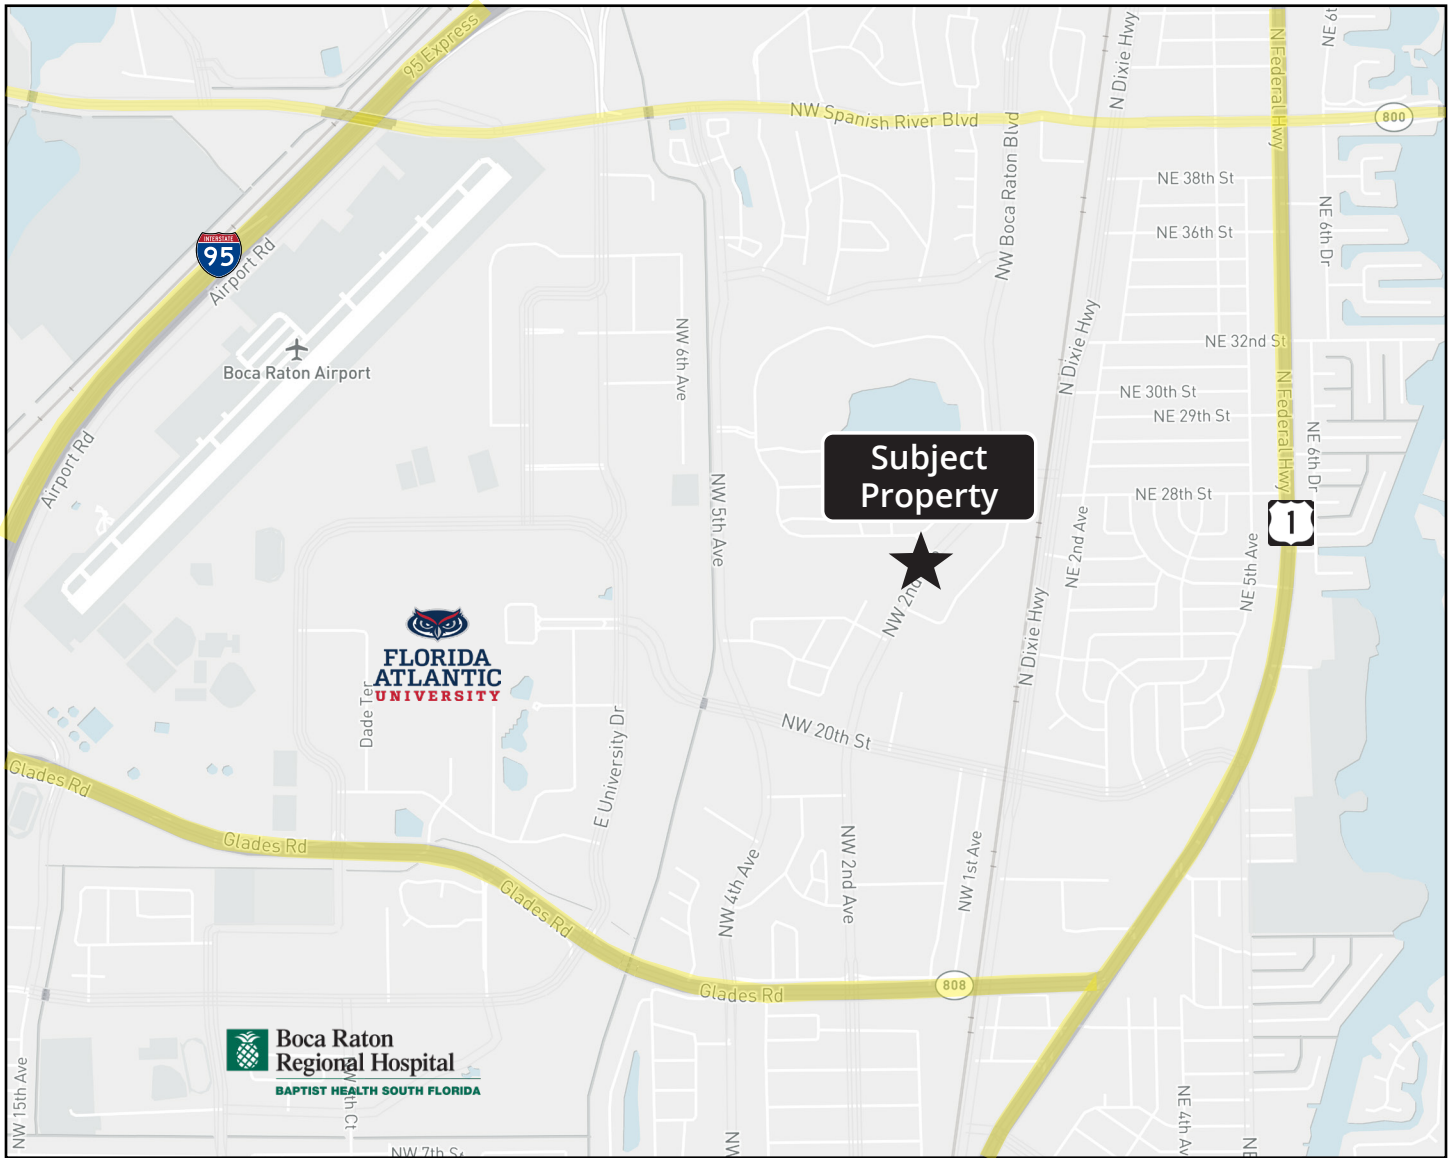 95 Express
N Dixie Hwy
N Federal Hwy
NW Spanish River Blvd
800
NW Boca Raton Blvd
NE 38th St
NE 36th St
NE 6th Dr
INTERSTATE
95
Airport Rd
Boca Raton Airport
NW 6th Ave
N Dixie Hwy
NE 32nd St
NE 30th St
NE 29th St
N Federal Hwy
NE 6th Dr
Airport Rd
Subject
Property
NE 28th St
1
NW 5th Ave
NE 2nd Ave
NE 5th Ave
NW 2nd
N Dixie Hwy
FLORIDA
ATLANTIC
UNIVERSITY
Dade Ter
E University Dr
NW 20th St
Glades Rd
Glades Rd
Glades Rd
NW 4th Ave
NW 2nd Ave
NW 1st Ave
Glades Rd
808
Boca Raton
Regional Hospital
BAPTIST HEALTH SOUTH FLORIDA
NW 15th Ave
NE 4th Av
NW 7th
NW
NE